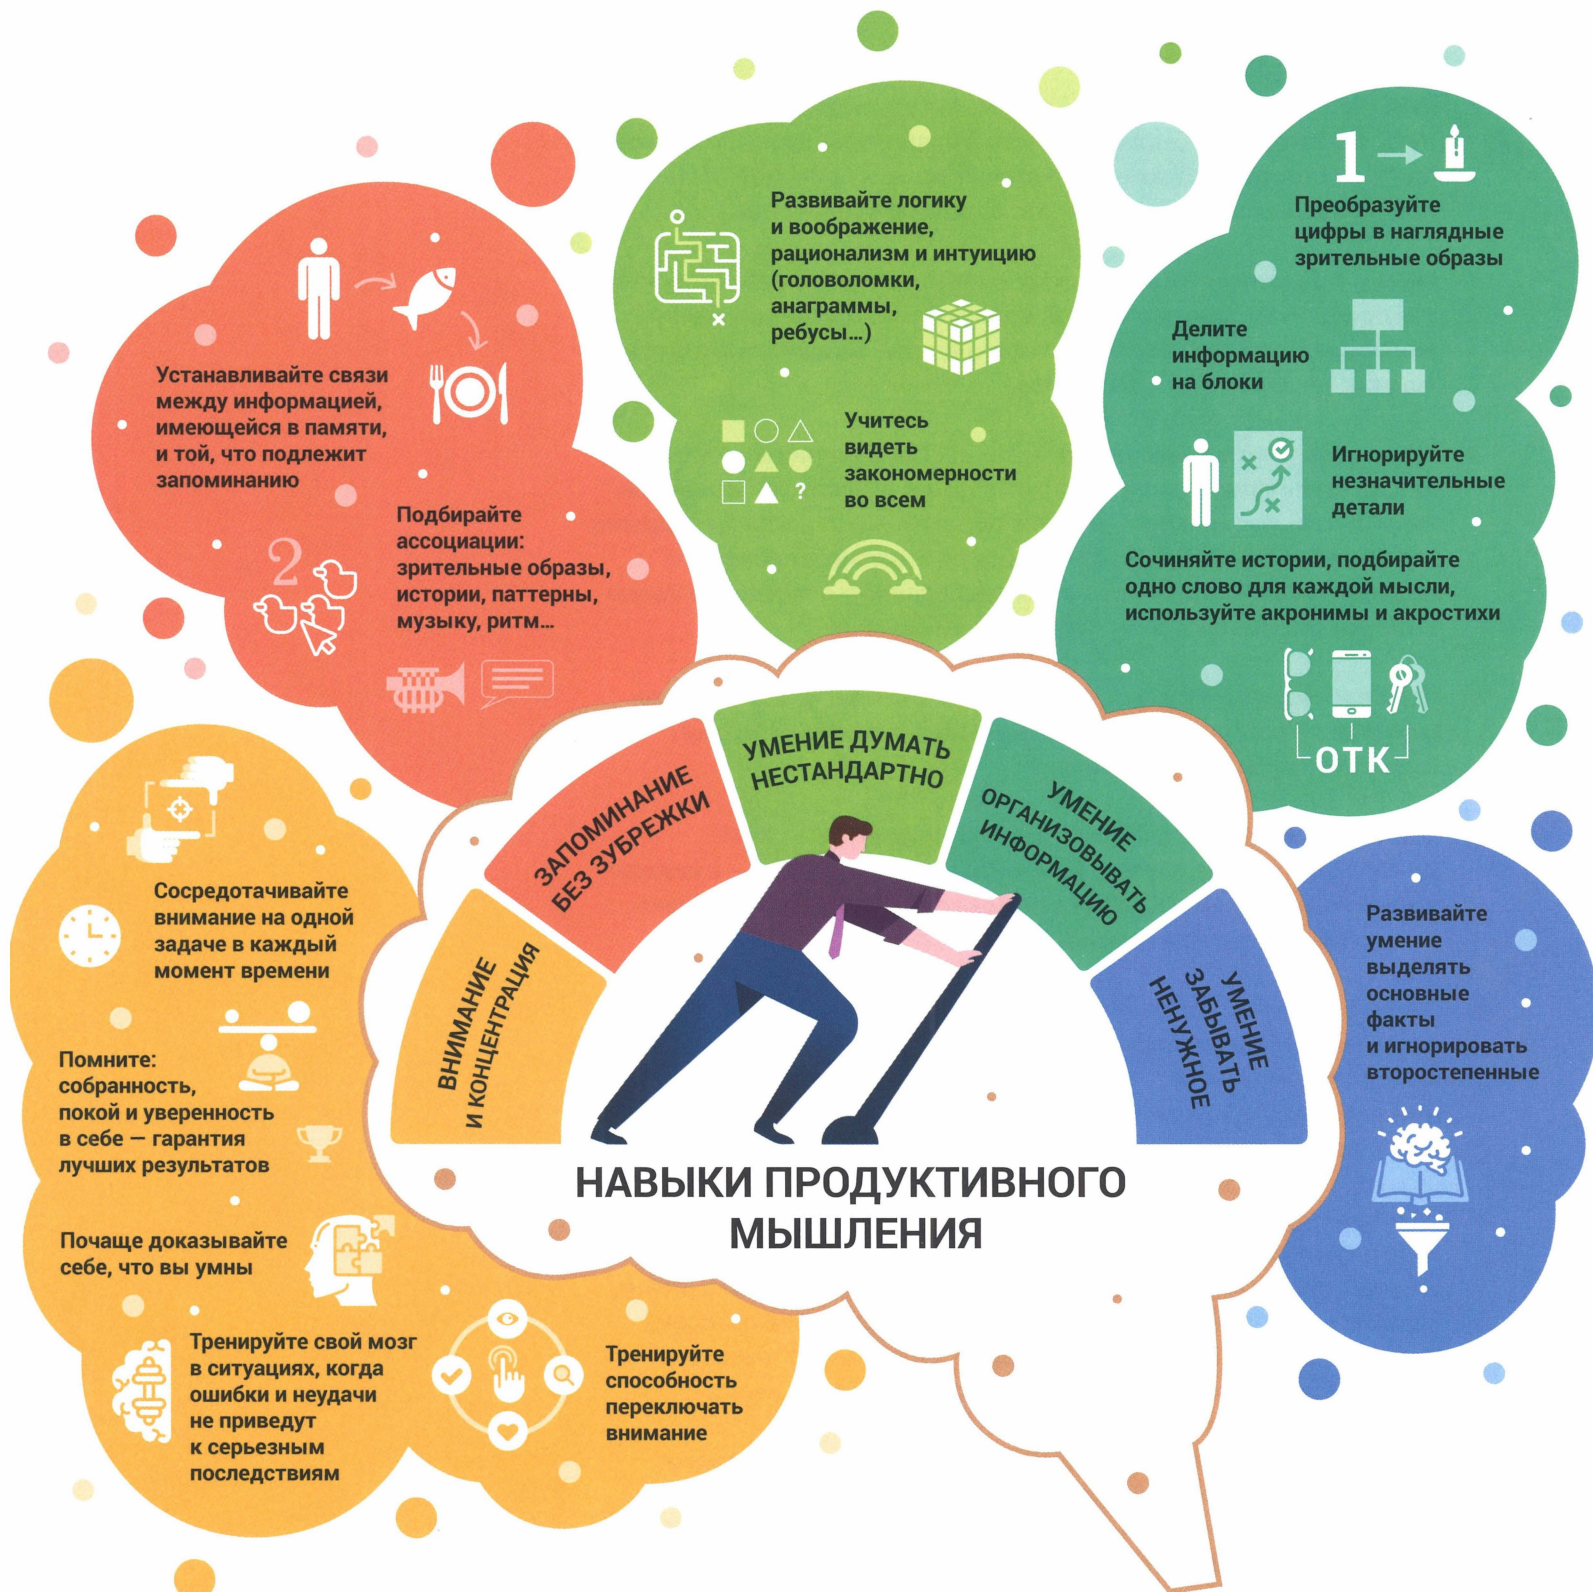 Развивайте логику
и воображение,
рационализм и интуицию
(головоломки,
анаграммы,
ребусы...)
Учитесь
видеть
закономерности
во всем
?
1
Преобразуйте
цифры в наглядные
зрительные образы
Делите
информацию
на блоки
Игнорируйте
незначительные
детали
Сочиняйте истории, подбирайте
одно слово для каждой мысли,
используйте акронимы и акростихи
ОТК
Устанавливайте связи
между информацией,
имеющейся в памяти,
и той, что подлежит
запоминанию
Подбирайте
ассоциации:
зрительные образы,
истории, паттерны,
музыку, ритм...
2
Сосредотачивайте
внимание на одной
задаче в каждый
момент времени
Помните:
собранность,
покой и уверенность
в себе — гарантия
лучших результатов
Почаще доказывайте
себе, что вы умны
Тренируйте свой мозг
в ситуациях, когда
ошибки и неудачи
не приведут
к серьезным
последствиям
Тренируйте
способность
переключать
внимание
ВНИМАНИЕ
И КОНЦЕНТРАЦИЯ
ЗАПОМИНАНИЕ
БЕЗ ЗУБРЕЖКИ
УМЕНИЕ ДУМАТЬ
НЕСТАНДАРТНО
УМЕНИЕ
ОРГАНИЗОВЫВАТЬ
ИНФОРМАЦИЮ
УМЕНИЕ
ЗАБЫВАТЬ
НЕНУЖНОЕ
Развивайте
умение
выделять
основные
факты
и игнорировать
второстепенные
НАВЫКИ ПРОДУКТИВНОГО
МЫШЛЕНИЯ